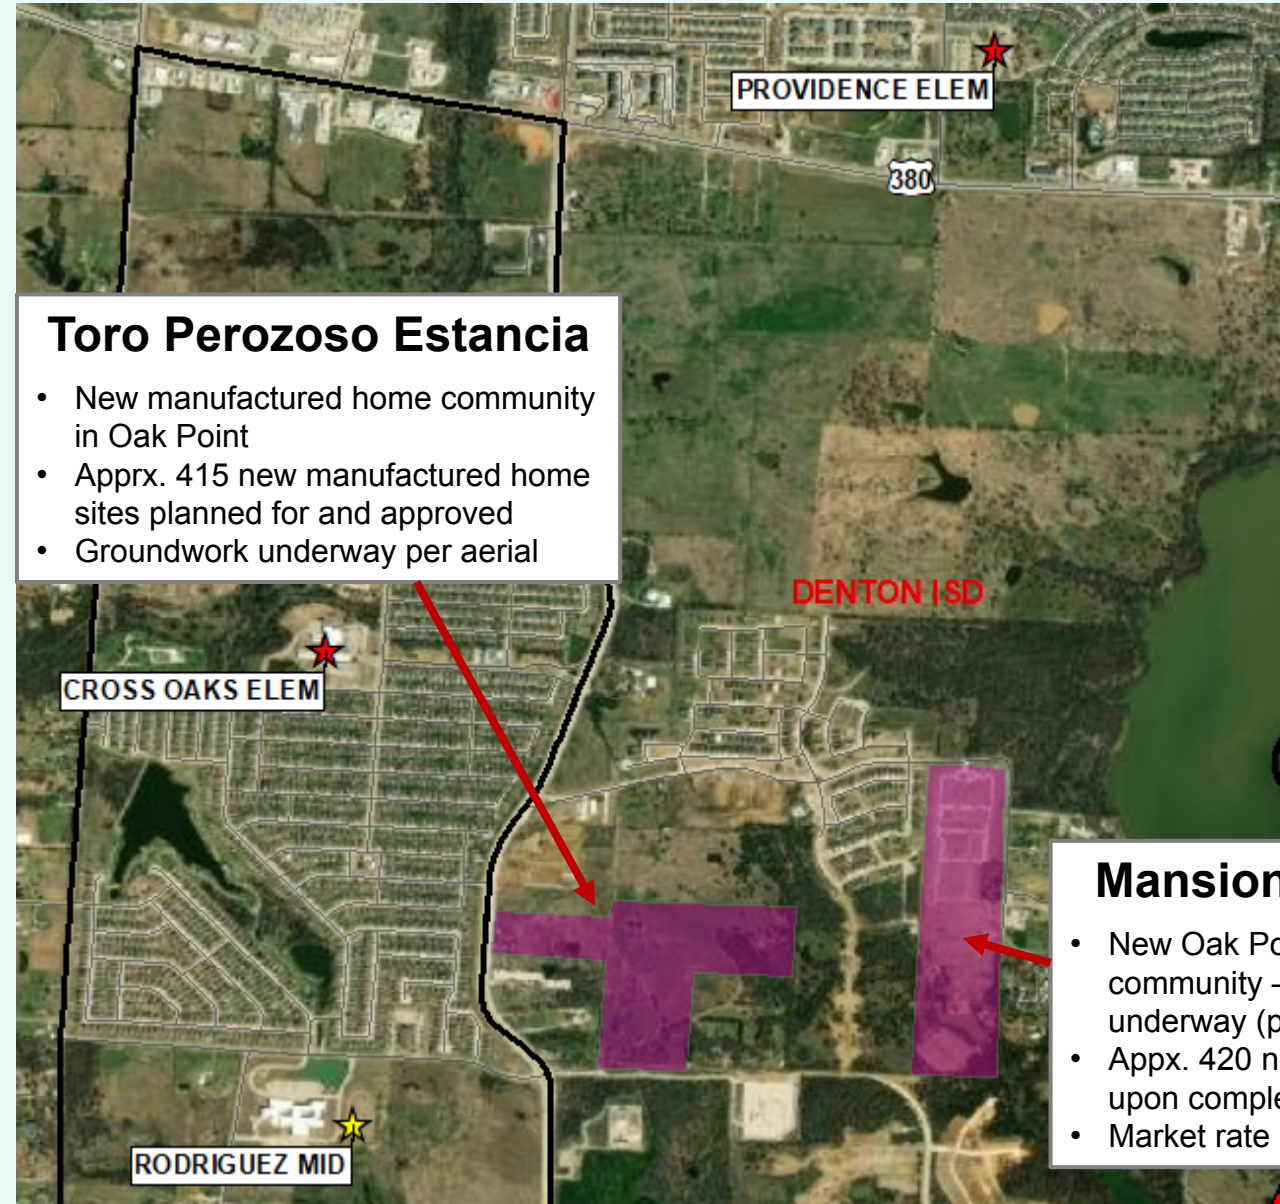 PROVIDENCE ELEM
380
Toro Perozoso Estancia
• New manufactured home community
in Oak Point
• Apprx. 415 new manufactured home
sites planned for and approved
• Groundwork underway per aerial
DENTON ISD
CROSS OAKS ELEM
Mansion
• New Oak Po
community -
underway (p
• Appx. 420 n
upon comple
• Market rate
RODRIGUEZ MID